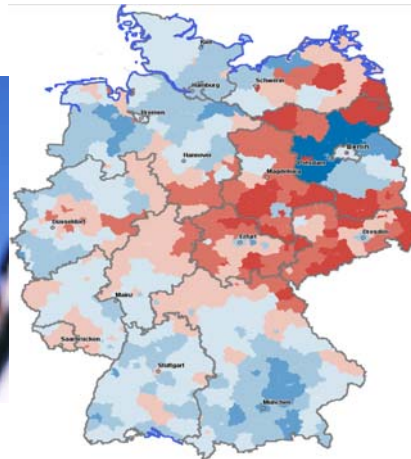 Kiel
Schwerin
Hamburg
Bremen
Berlin
Hannover
Potsdam
Magdeburg
Düsseldorf
Erfurt
Dresden
Mainz
Saarbrücken
Stuttgart
München